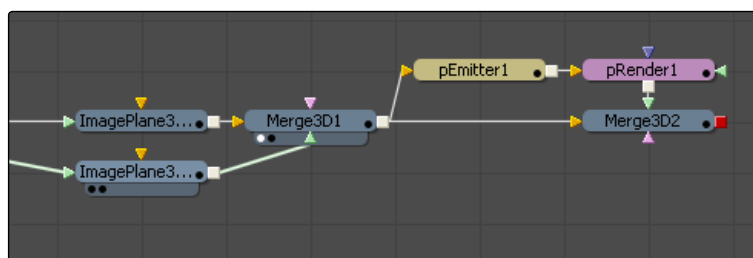 pEmitter1
pRender1
ImagePlane3...
Merge3D1
Merge3D2
ImagePlane3...